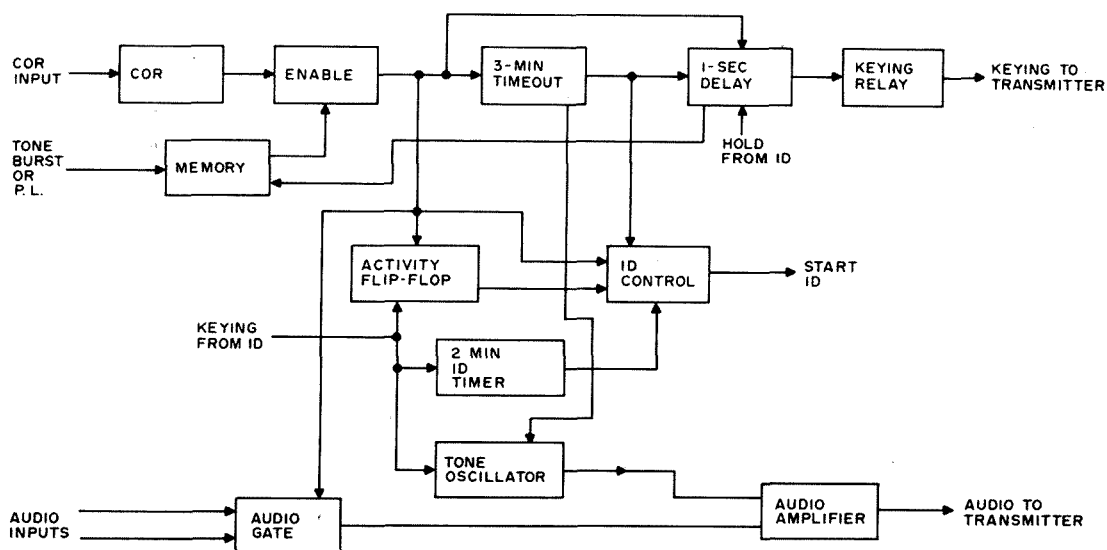 COR
INPUT
COR
ENABLE
3-MIN
TIMEOUT
1-SEC
DELAY
KEYING
RELAY
KEYING TO
TRANSMITTER
TONE
BURST
OR
P. L.
MEMORY
HOLD
FROM ID
ACTIVITY
FLIP-FLOP
ID
CONTROL
START
ID
KEYING
FROM ID
2 MIN
ID
TIMER
TONE
OSCILLATOR
AUDIO
INPUTS
AUDIO
GATE
AUDIO
AMPLIFIER
AUDIO TO
TRANSMITTER